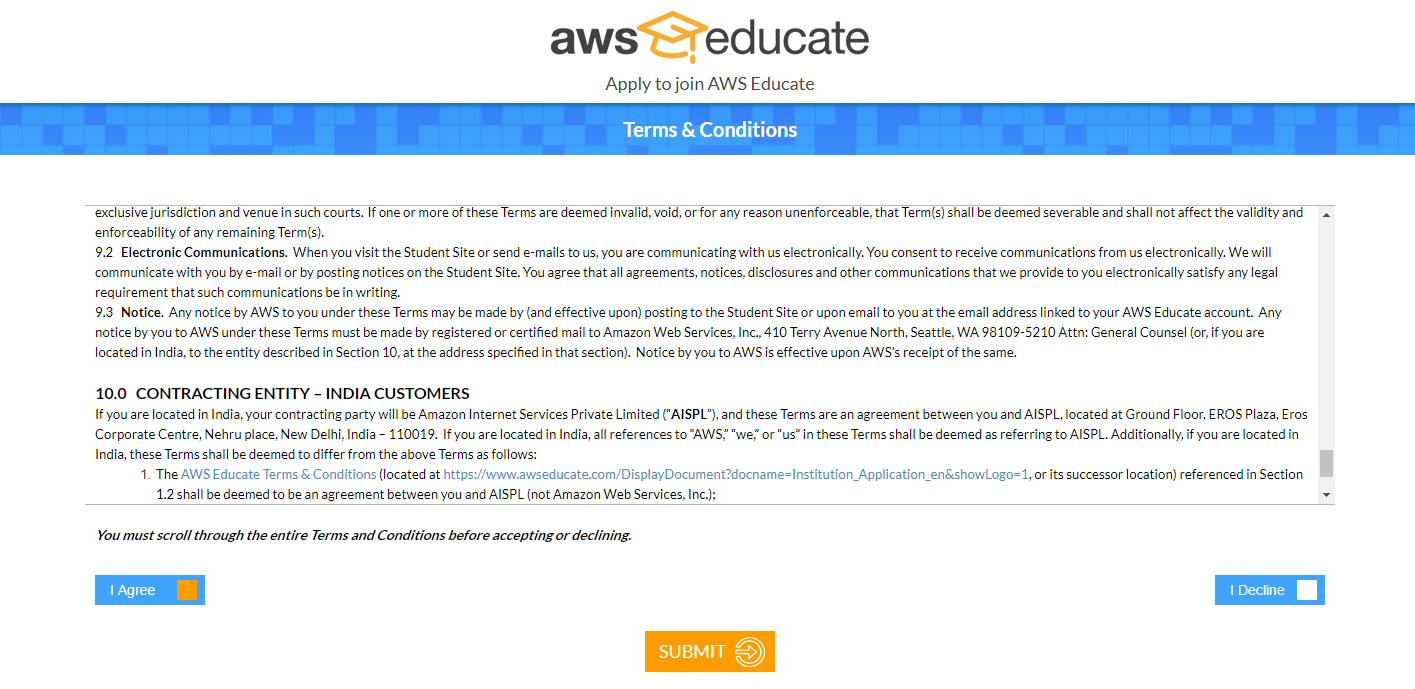 aws educate
Apply to join AWS Educate
Terms & Conditions
exclusive jurisdiction and venue in such courts. If one or more of these Terms are deemed invalid, void, or for any reason unenforceable, that Term(s) shall be deemed severable and shall not affect the validity and
enforceability of any remaining Term(s).
9.2 Electronic Communications. When you visit the Student Site or send e-mails to us, you are communicating with us electronically. You consent to receive communications from us electronically. We will
communicate with you by e-mail or by posting notices on the Student Site. You agree that all agreements, notices, disclosures and other communications that we provide to you electronically satisfy any legal
requirement that such communications be in writing.
9.3 Notice. Any notice by AWS to you under these Terms may be made by (and effective upon) posting to the Student Site or upon email to you at the email address linked to your AWS Educate account. Any
notice by you to AWS under these Terms must be made by registered or certified mail to Amazon Web Services, Inc., 410 Terry Avenue North, Seattle, WA 98109-5210 Attn: General Counsel (or, if you are
located in India, to the entity described in Section 10, at the address specified in that section). Notice by you to AWS is effective upon AWS's receipt of the same.
10.0 CONTRACTING ENTITY – INDIA CUSTOMERS
If you are located in India, your contracting party will be Amazon Internet Services Private Limited ("AISPL"), and these Terms are an agreement between you and AISPL, located at Ground Floor, EROS Plaza, Eros
Corporate Centre, Nehru place, New Delhi, India – 110019. If you are located in India, all references to "AWS," "we," or "us" in these Terms shall be deemed as referring to AISPL. Additionally, if you are located in
India, these Terms shall be deemed to differ from the above Terms as follows:
1. The AWS Educate Terms & Conditions (located at https://www.awseducate.com/DisplayDocument?docname=Institution_Application_en&showLogo=1, or its successor location) referenced in Section
1.2 shall be deemed to be an agreement between you and AISPL (not Amazon Web Services, Inc.);
You must scroll through the entire Terms and Conditions before accepting or declining.
I Agree
I Decline
SUBMIT